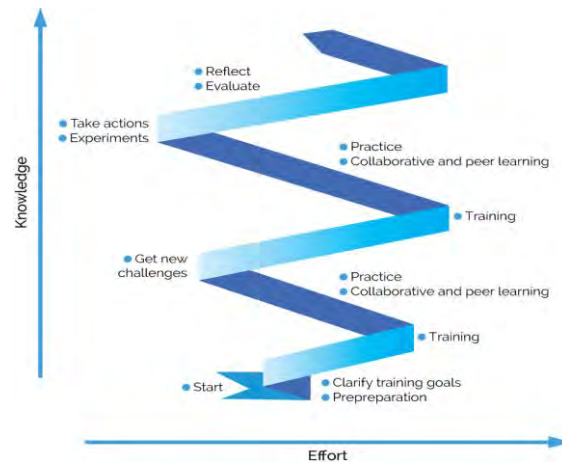 Reflect
Evaluate
Take actions
Experiments
Practice
Collaborative and peer learning
Training
Get new
challenges
Practice
Collaborative and peer learning
Training
Start
Clarify training goals
Prepreparation
Knowledge
Effort